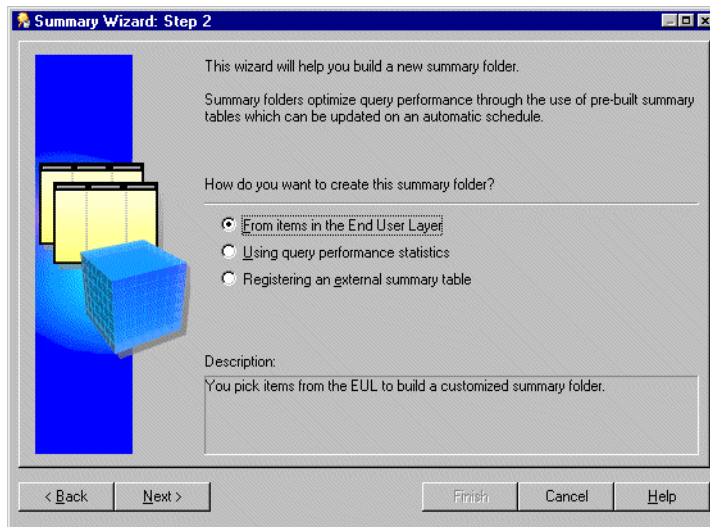 Summary Wizard: Step 2
This wizard will help you build a new summary folder.
Summary folders optimize query performance through the use of pre-built summary
tables which can be updated on an automatic schedule.
How do you want to create this summary folder?
From items in the End User Layer
Using query performance statistics
Registering an external summary table
Description:
You pick items from the EUL to build a customized summary folder.
< Back Next > Finish Cancel Help